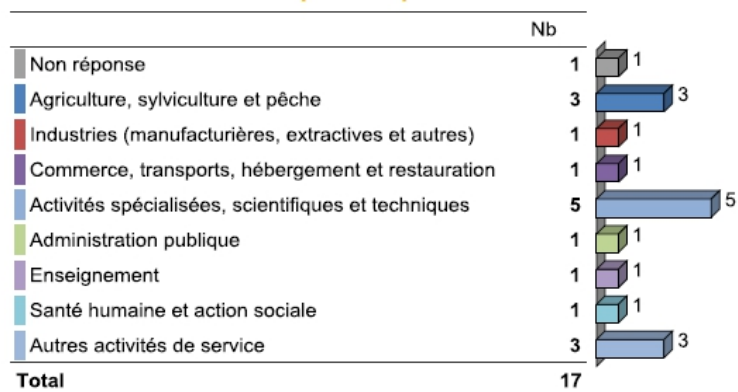 Nb
Non réponse 1 1
Agriculture, sylviculture et pêche 3 3
Industries (manufacturières, extractives et autres) 1 1
Commerce, transports, hébergement et restauration 1 1
Activités spécialisées, scientifiques et techniques 5 5
Administration publique 1 1
Enseignement 1 1
Santé humaine et action sociale 1 1
Autres activités de service 3 3
Total 17